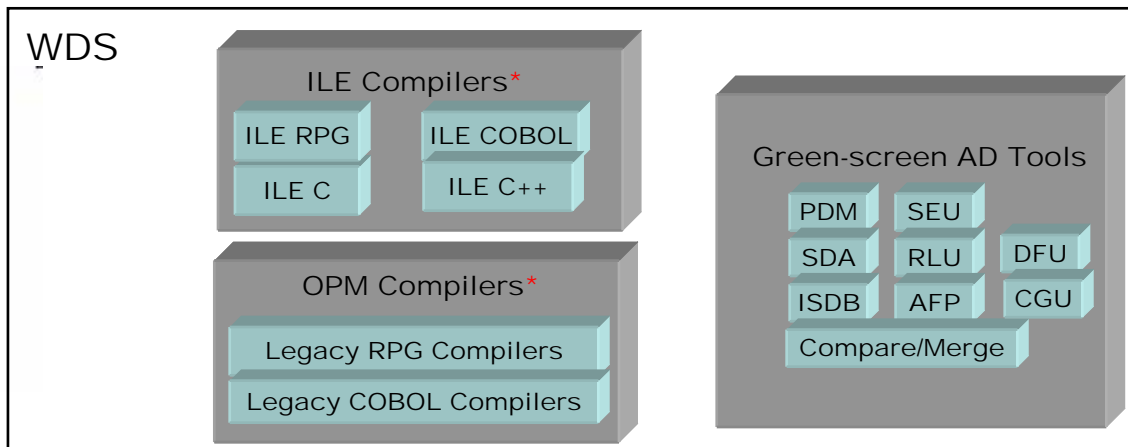 WDS
ILE Compilers*
ILE RPG
ILE COBOL
ILE C
ILE C++
OPM Compilers*
Legacy RPG Compilers
Legacy COBOL Compilers
Green-screen AD Tools
PDM
SEU
SDA
RLU
DFU
ISDB
AFP
CGU
Compare/Merge